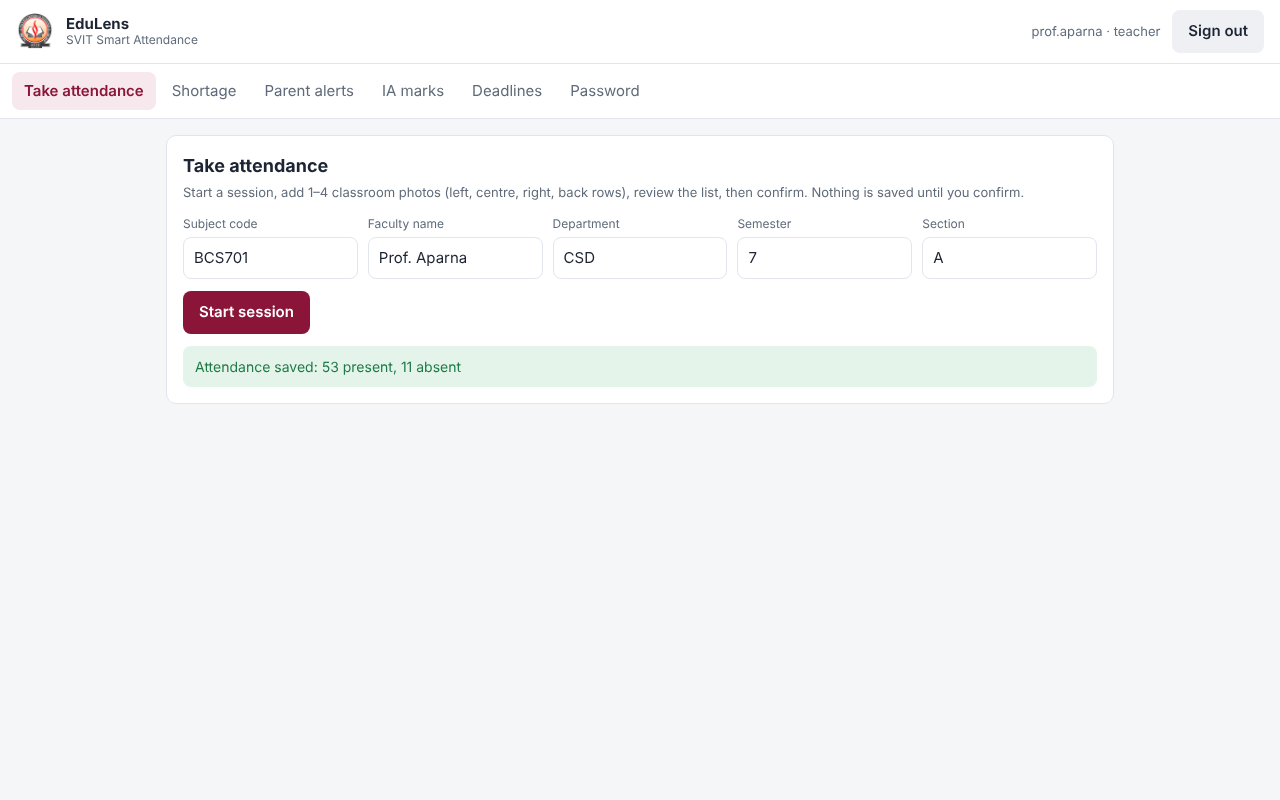 EduLens
SVIT Smart Attendance
prof.aparna · teacher
Sign out
Take attendance
Shortage
Parent alerts
IA marks
Deadlines
Password
Take attendance
Start a session, add 1–4 classroom photos (left, centre, right, back rows), review the list, then confirm. Nothing is saved until you confirm.
Subject code
Faculty name
Department
Semester
Section
BCS701
Prof. Aparna
CSD
7
A
Start session
Attendance saved: 53 present, 11 absent